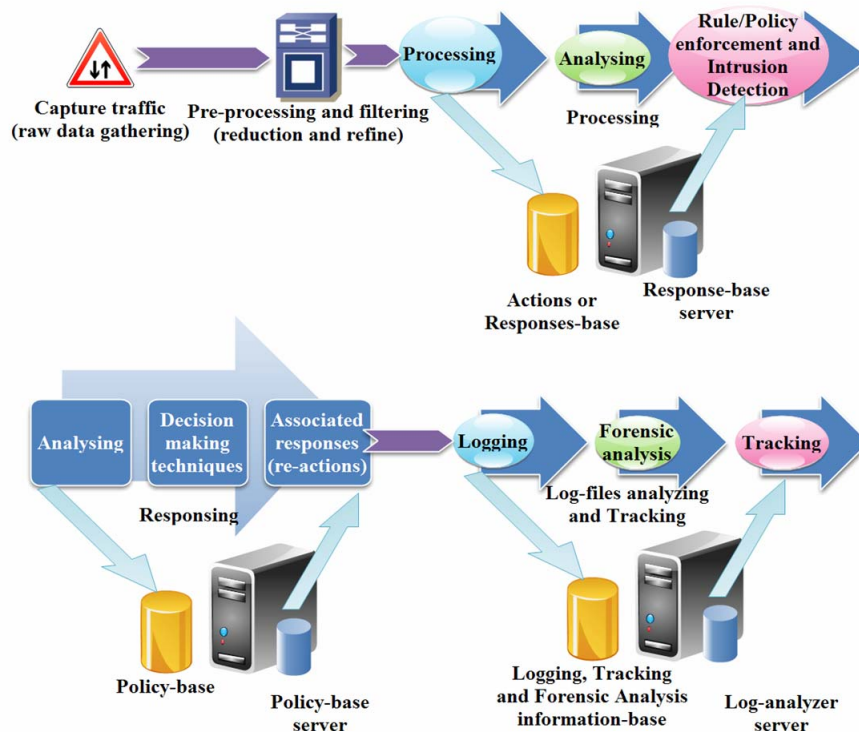 Capture traffic
(raw data gathering)
Pre-processing and filtering
(reduction and refine)
Processing
Analysing
Processing
Rule/Policy
enforcement and
Intrusion
Detection
Actions or
Responses-base
Response-base
server
Analysing
Decision
making
techniques
Associated
responses
(re-actions)
Responsing
Policy-base
Policy-base
server
Logging
Forensic
analysis
Tracking
Log-files analyzing
and Tracking
Logging, Tracking
and Forensic Analysis
information-base
Log-analyzer
server